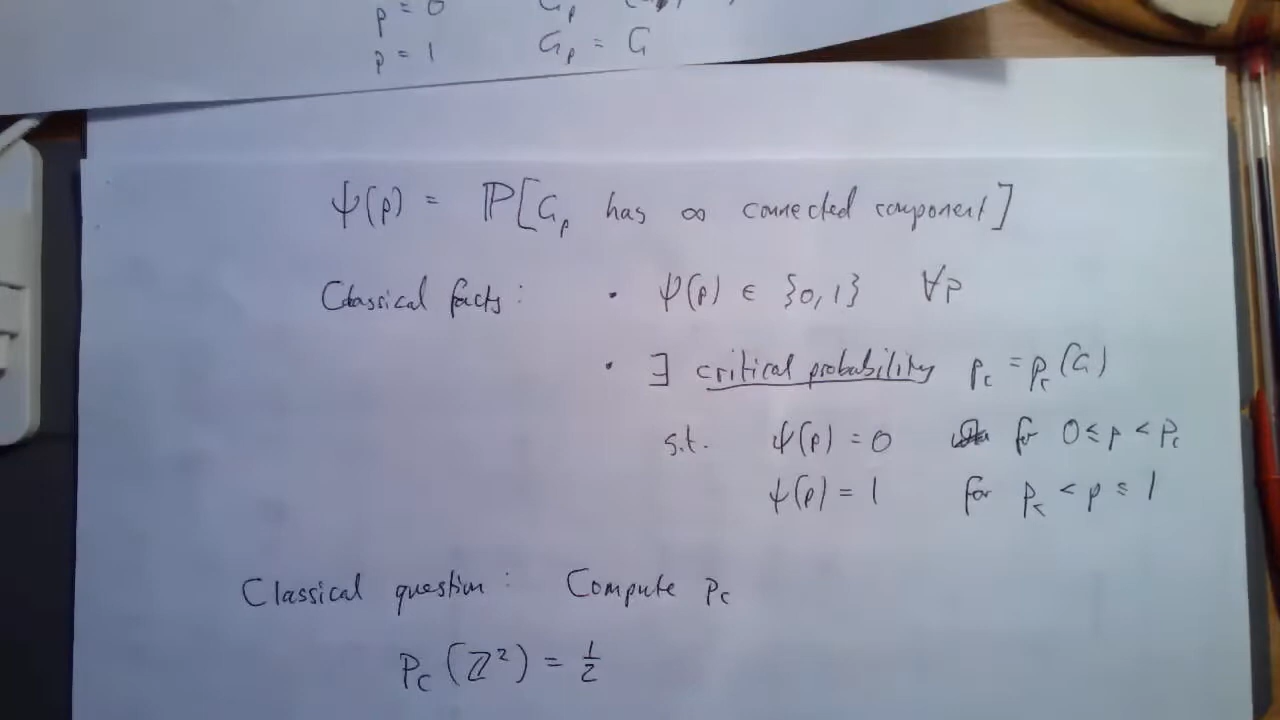 p = 0
p = 1 G_p = G
ψ(p) = ℙ[G_p has ∞ connected component]
Classical facts : • ψ(p) ∈ {0,1} ∀p
• ∃ critical probability p_c = p_c(G)
s.t. ψ(p) = 0 for 0 ≤ p < p_c
ψ(p) = 1 for p_c < p ≤ 1
Classical question : Compute p_c
p_c(ℤ²) = 1/2